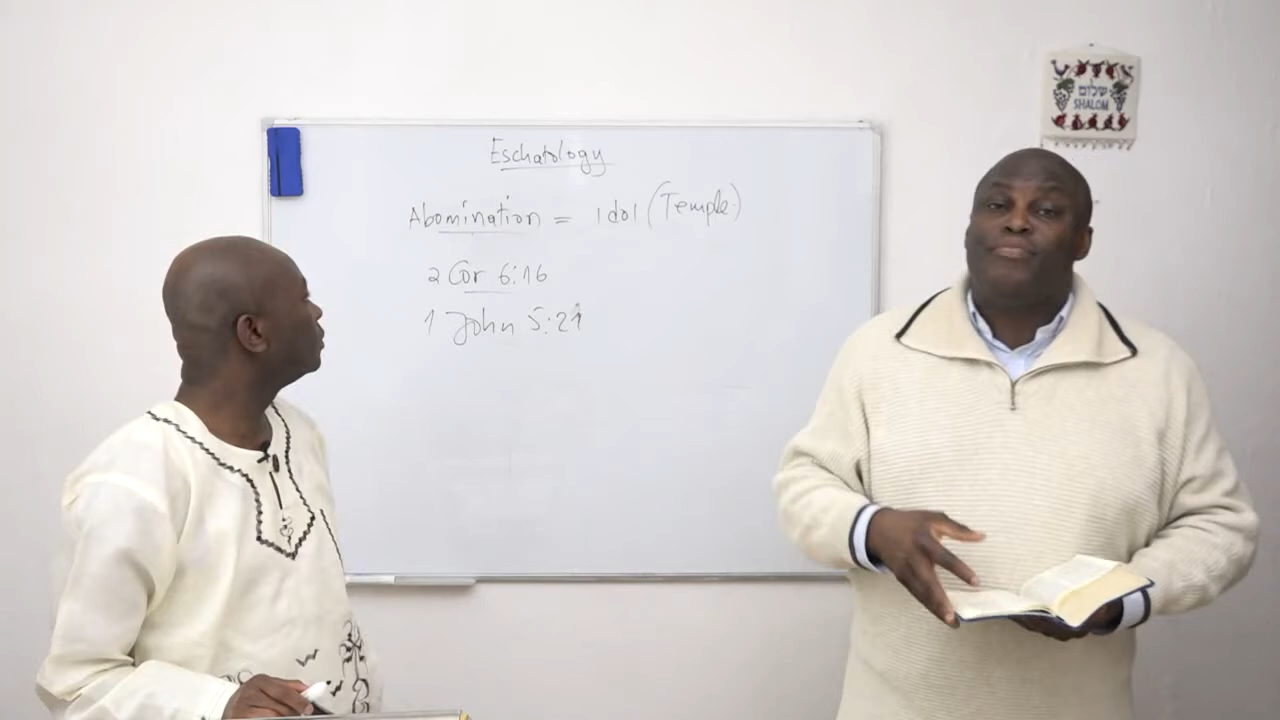 Eschatology
Abomination = Idol (Temple)
2 Cor 6:16
1 John 5:21
שלום
SHALOM